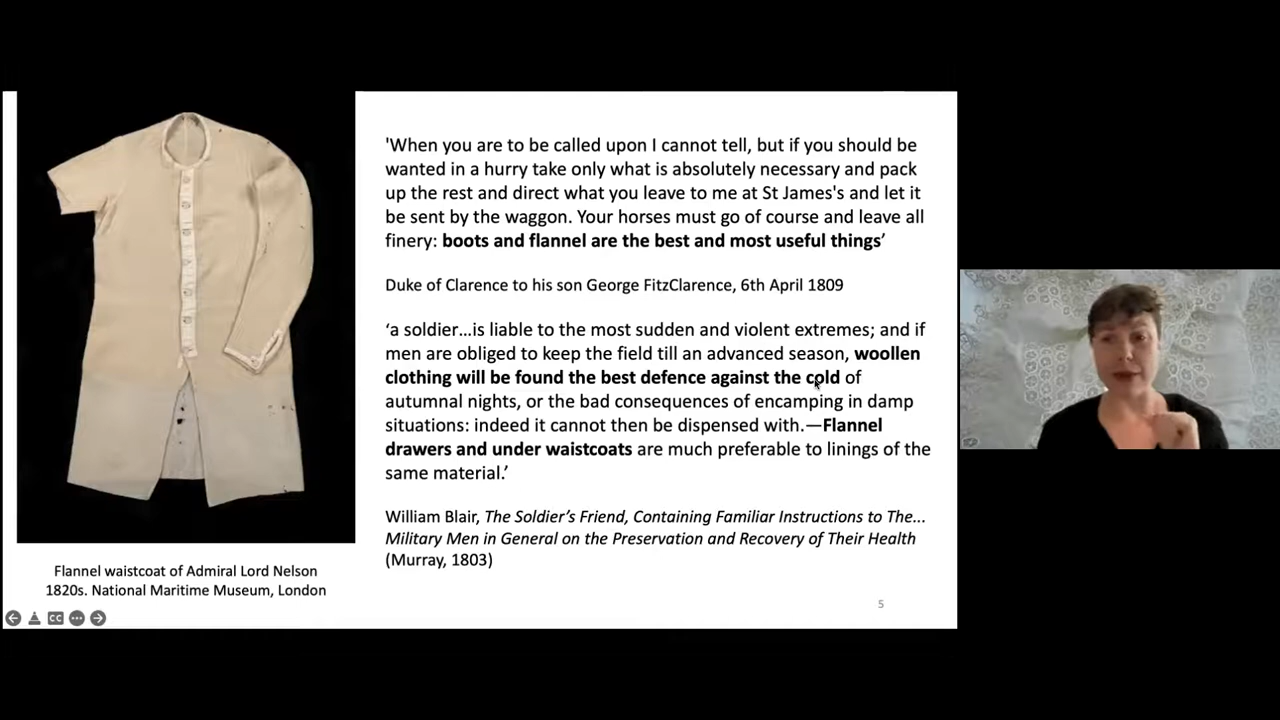 'When you are to be called upon I cannot tell, but if you should be
wanted in a hurry take only what is absolutely necessary and pack
up the rest and direct what you leave to me at St James's and let it
be sent by the waggon. Your horses must go of course and leave all
finery: boots and flannel are the best and most useful things’
Duke of Clarence to his son George FitzClarence, 6th April 1809
‘a soldier…is liable to the most sudden and violent extremes; and if
men are obliged to keep the field till an advanced season, woollen
clothing will be found the best defence against the cold of
autumnal nights, or the bad consequences of encamping in damp
situations: indeed it cannot then be dispensed with.—Flannel
drawers and under waistcoats are much preferable to linings of the
same material.’
William Blair, The Soldier’s Friend, Containing Familiar Instructions to The...
Military Men in General on the Preservation and Recovery of Their Health
(Murray, 1803)
Flannel waistcoat of Admiral Lord Nelson
1820s. National Maritime Museum, London
CC
5